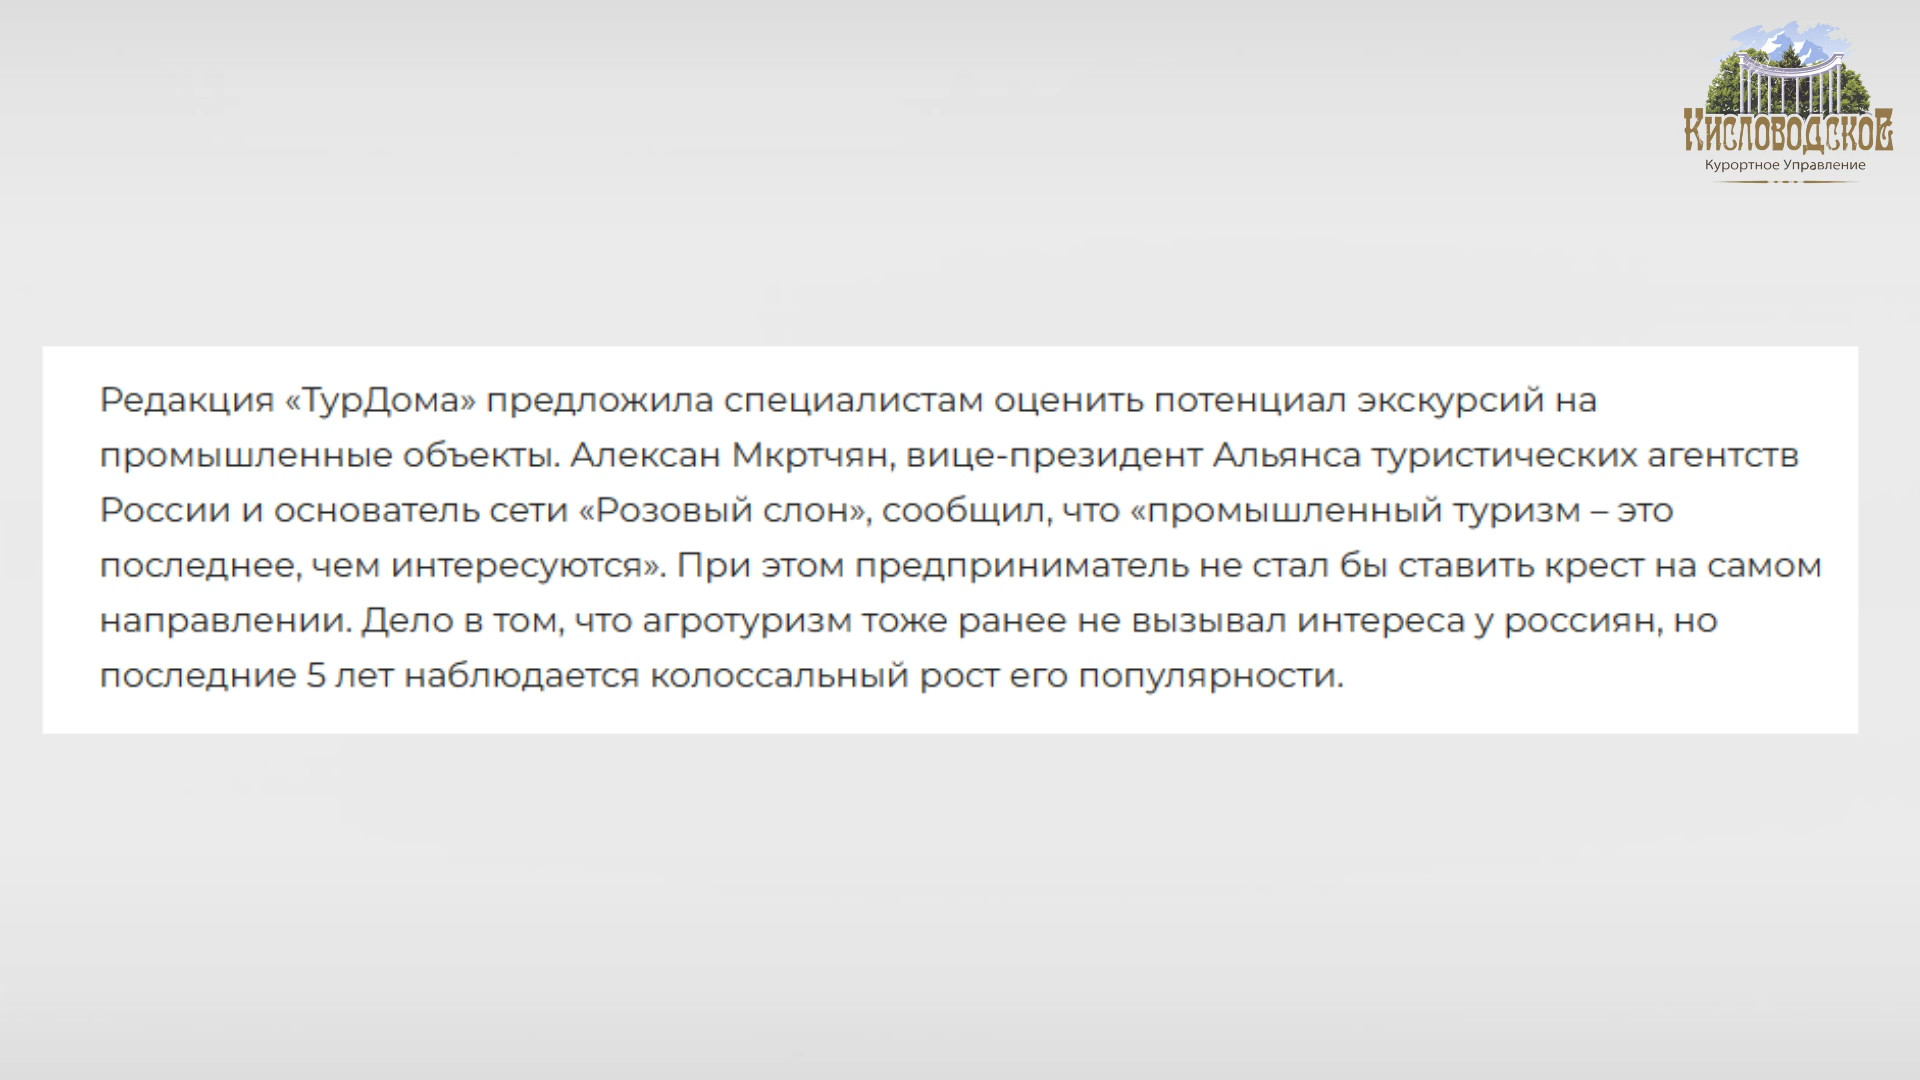 Кисловодское
Курортное Управление
Редакция «ТурДома» предложила специалистам оценить потенциал экскурсий на
промышленные объекты. Алексан Мкртчян, вице-президент Альянса туристических агентств
России и основатель сети «Розовый слон», сообщил, что «промышленный туризм – это
последнее, чем интересуются». При этом предприниматель не стал бы ставить крест на самом
направлении. Дело в том, что агротуризм тоже ранее не вызывал интереса у россиян, но
последние 5 лет наблюдается колоссальный рост его популярности.